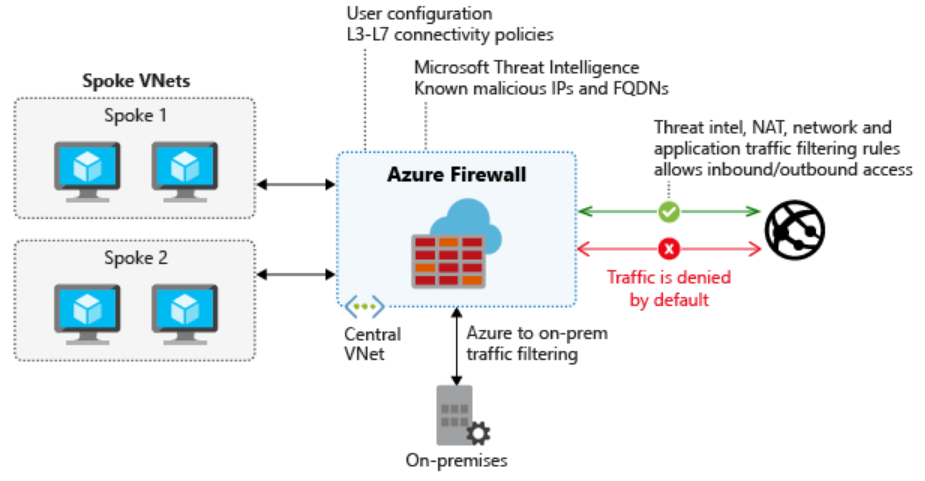 User configuration
L3-L7 connectivity policies
Microsoft Threat Intelligence
Known malicious IPs and FQDNs
Spoke VNets
Spoke 1
Spoke 2
Azure Firewall
Threat intel, NAT, network and
application traffic filtering rules
allows inbound/outbound access
Traffic is denied
by default
Central
VNet
Azure to on-prem
traffic filtering
On-premises